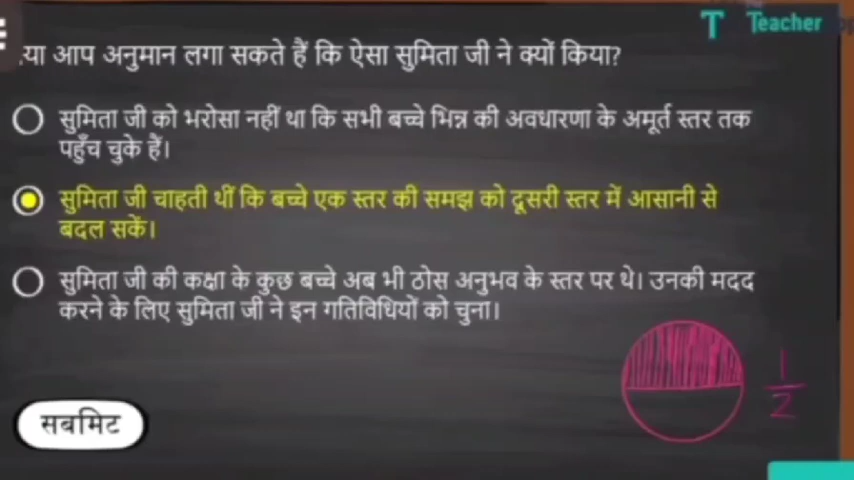 T Teacher
या आप अनुमान लगा सकते हैं कि ऐसा सुमिता जी ने क्यों किया?
सुमिता जी को भरोसा नहीं था कि सभी बच्चे भिन्न की अवधारणा के अमूर्त स्तर तक
पहुँच चुके हैं।
सुमिता जी चाहती थीं कि बच्चे एक स्तर की समझ को दूसरी स्तर में आसानी से
बदल सकें।
सुमिता जी की कक्षा के कुछ बच्चे अब भी ठोस अनुभव के स्तर पर थे। उनकी मदद
करने के लिए सुमिता जी ने इन गतिविधियों को चुना।
1
2
सबमिट